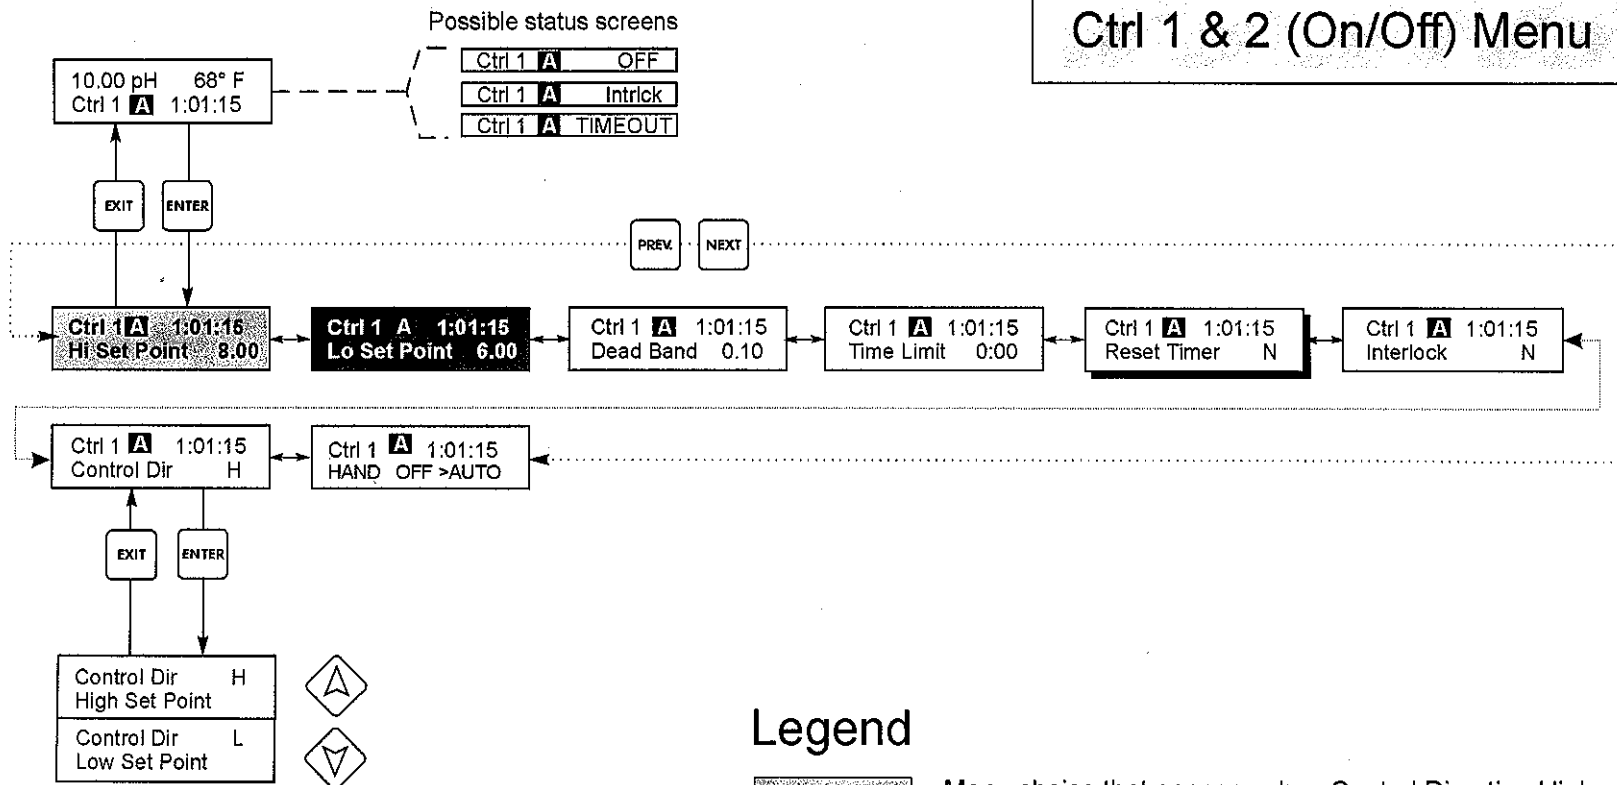 Possible status screens
Ctrl 1 & 2 (On/Off) Menu
10.00 pH 68° F
Ctrl 1 A 1:01:15
Ctrl 1 A OFF
Ctrl 1 A Intrlck
Ctrl 1 A TIMEOUT
EXIT
ENTER
PREV.
NEXT
Ctrl 1 A 1:01:15
Hi Set Point 8.00
Ctrl 1 A 1:01:15
Lo Set Point 6.00
Ctrl 1 A 1:01:15
Dead Band 0.10
Ctrl 1 A 1:01:15
Time Limit 0:00
Ctrl 1 A 1:01:15
Reset Timer N
Ctrl 1 A 1:01:15
Interlock N
Ctrl 1 A 1:01:15
Control Dir H
Ctrl 1 A 1:01:15
HAND OFF >AUTO
EXIT
ENTER
Control Dir H
High Set Point
Control Dir L
Low Set Point
Legend